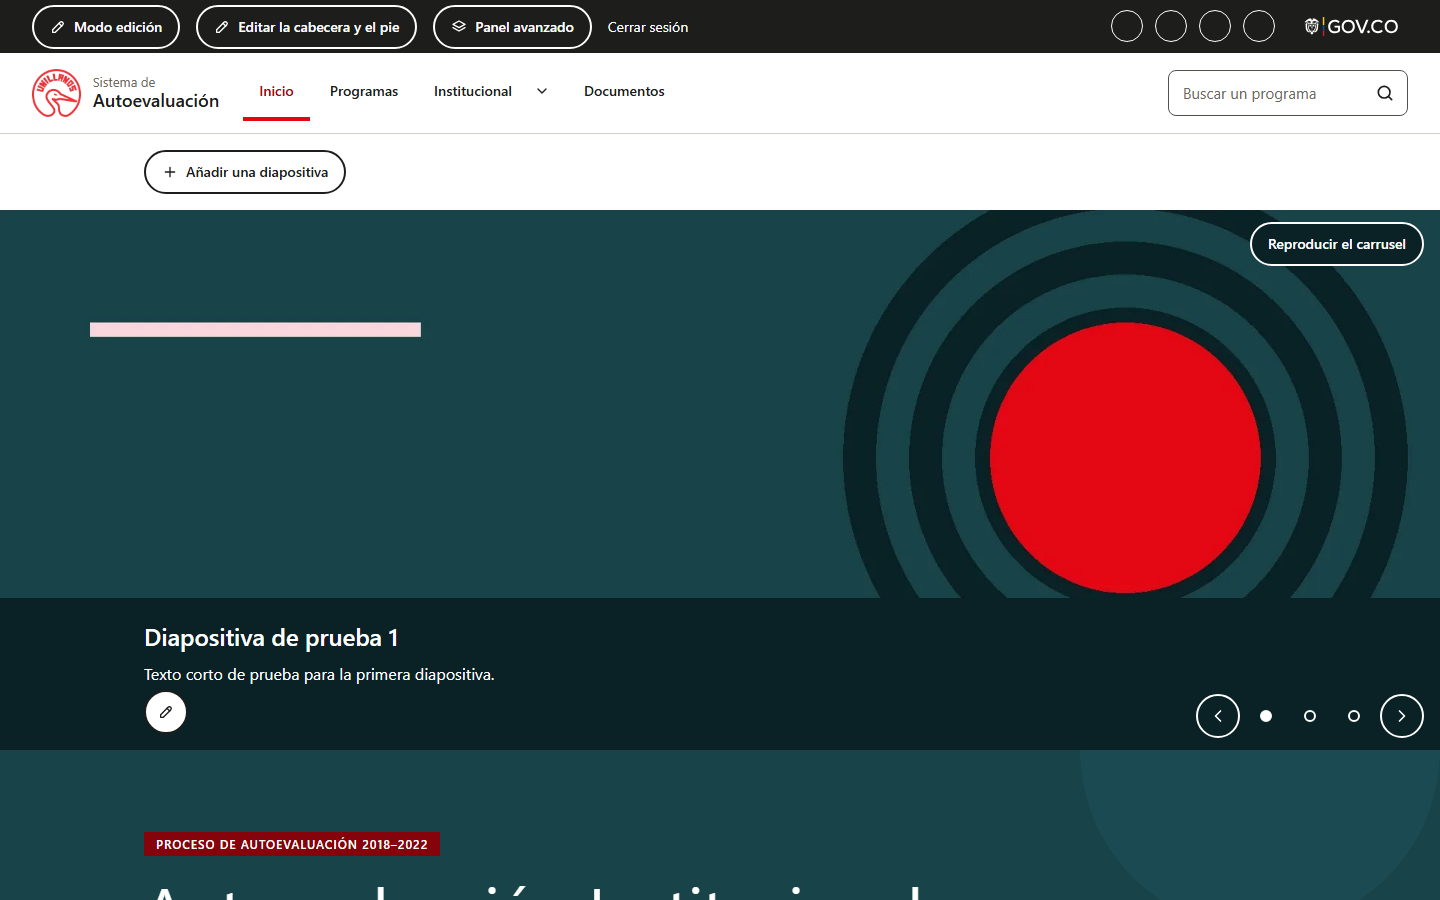 Modo edición
Editar la cabecera y el pie
Panel avanzado
Cerrar sesión
GOV.CO
UNILLANOS
Sistema de
Autoevaluación
Inicio
Programas
Institucional
Documentos
Buscar un programa
Añadir una diapositiva
Reproducir el carrusel
Diapositiva de prueba 1
Texto corto de prueba para la primera diapositiva.
PROCESO DE AUTOEVALUACIÓN 2018–2022